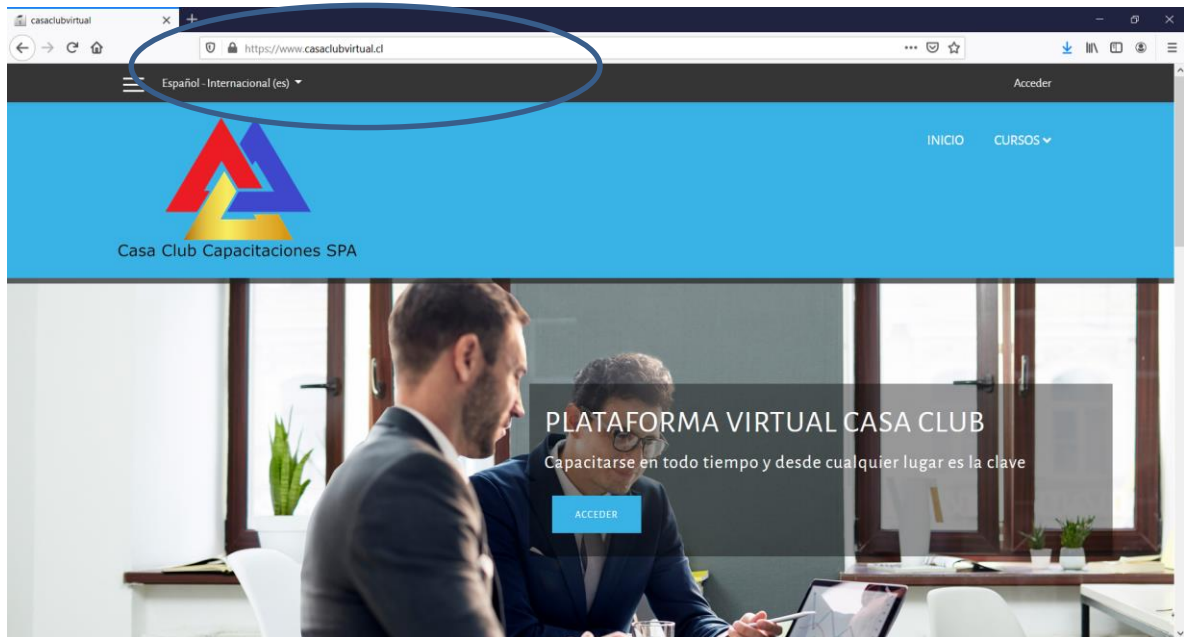 casaclubvirtual
https://www.casaclubvirtual.cl
Español - Internacional (es)
Acceder
INICIO
CURSOS
Casa Club Capacitaciones SPA
PLATAFORMA VIRTUAL CASA CLUB
Capacitarse en todo tiempo y desde cualquier lugar es la clave
ACCEDER